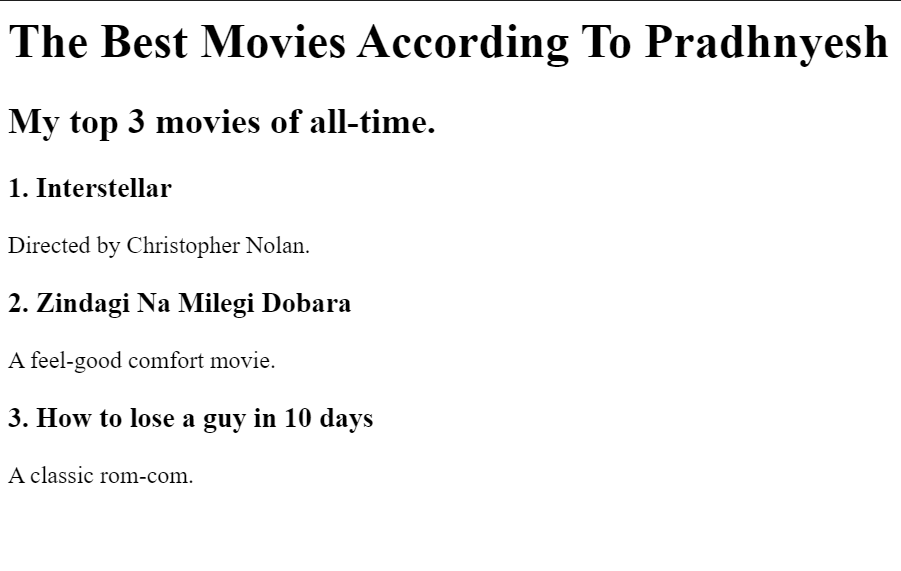 The Best Movies According To Pradhnyesh
My top 3 movies of all-time.
1. Interstellar
Directed by Christopher Nolan.
2. Zindagi Na Milegi Dobara
A feel-good comfort movie.
3. How to lose a guy in 10 days
A classic rom-com.